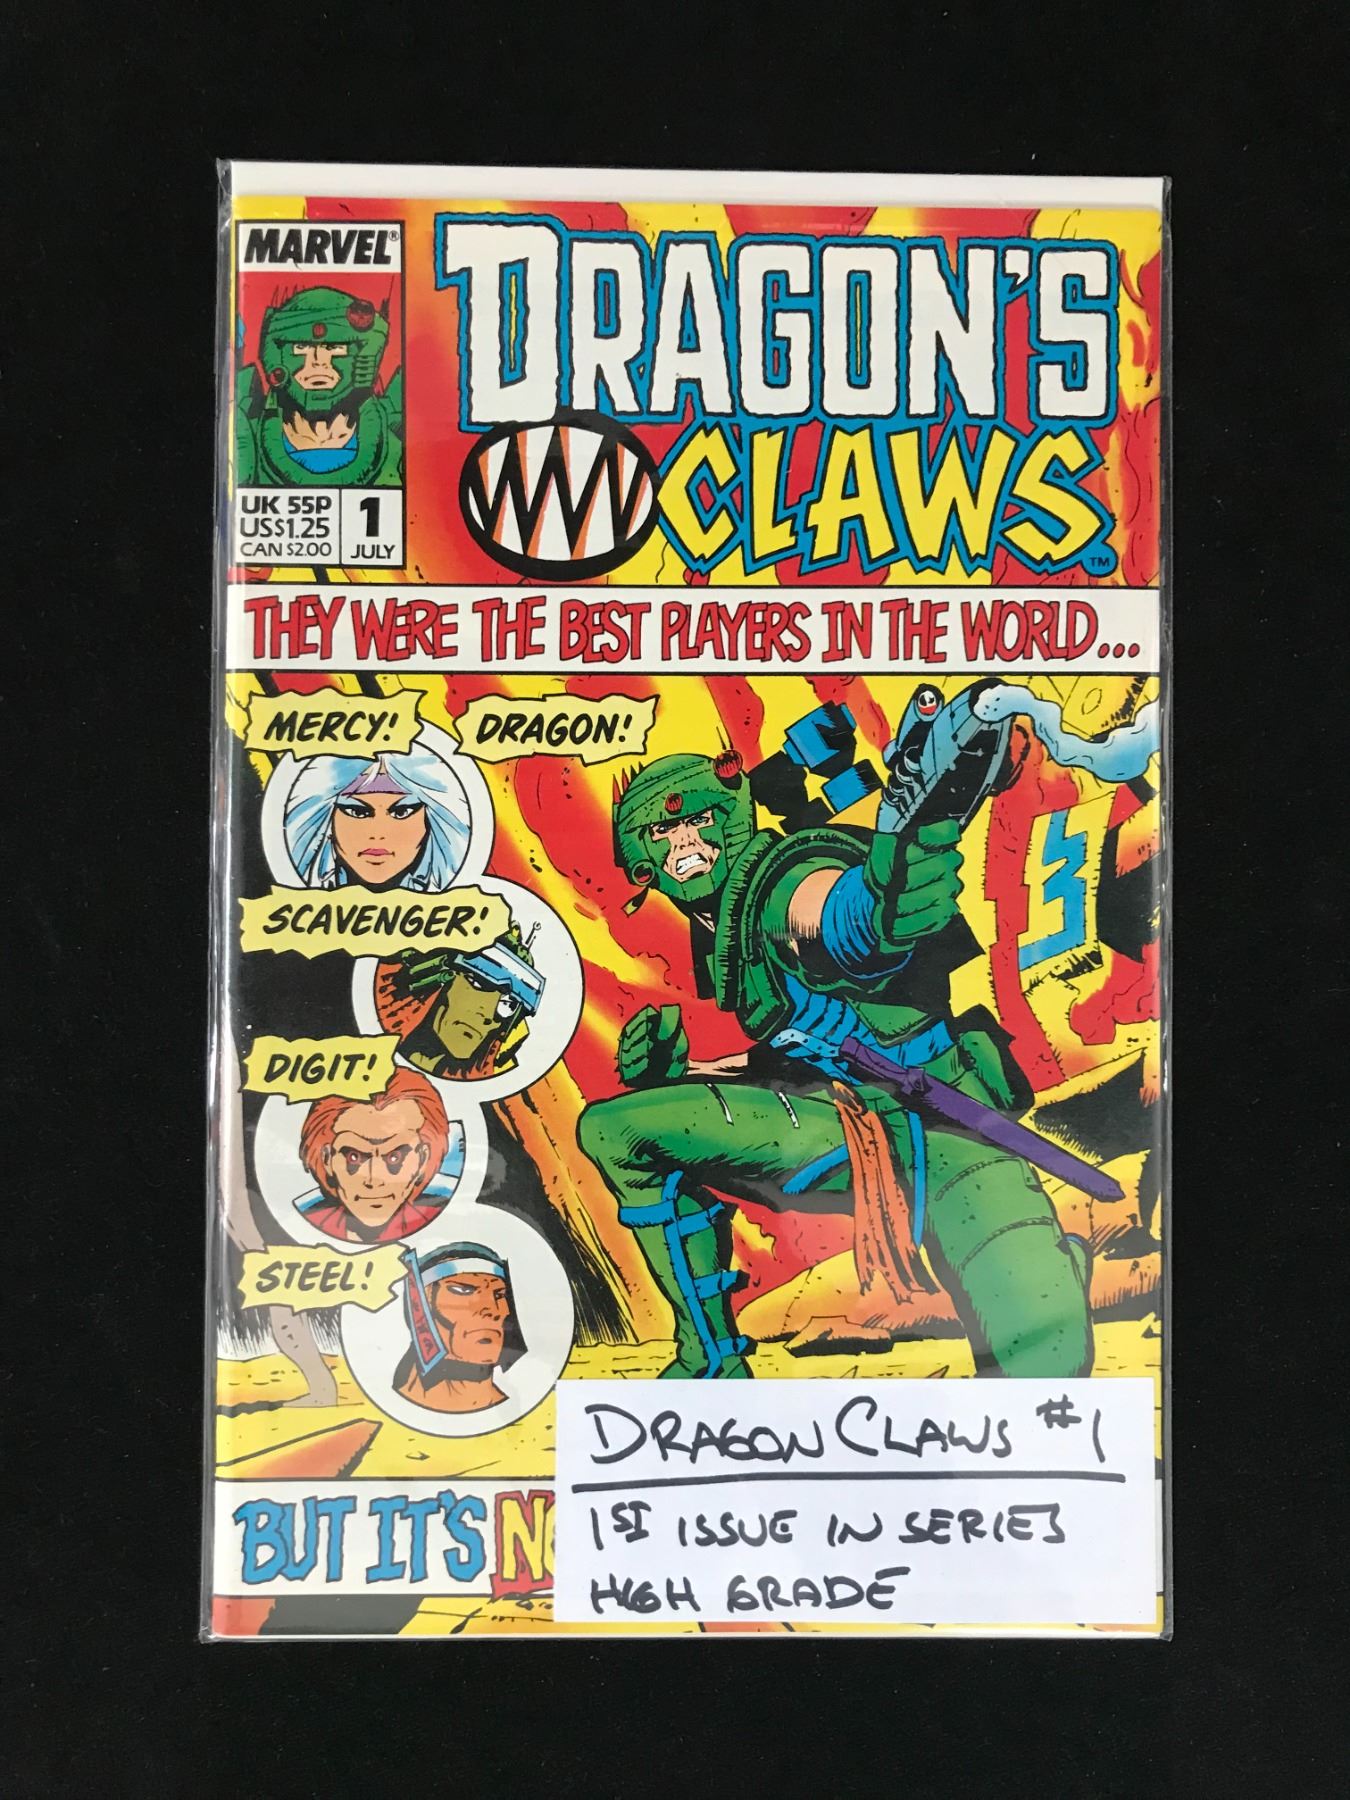 MARVEL®
DRAGON'S
CLAWS
TM
UK 55P
US$1.25
CAN $2.00
1
JULY
THEY WERE THE BEST PLAYERS IN THE WORLD...
MERCY!
DRAGON!
SCAVENGER!
DIGIT!
STEEL!
BUT IT'S
DRAGON CLAWS #1
1ST ISSUE IN SERIES
HIGH GRADE